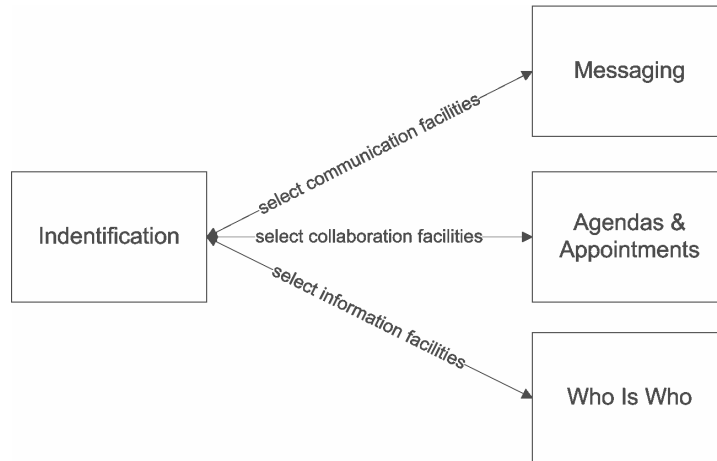 Messaging
select communication facilities
Indentification
select collaboration facilities
Agendas &
Appointments
select information facilities
Who Is Who